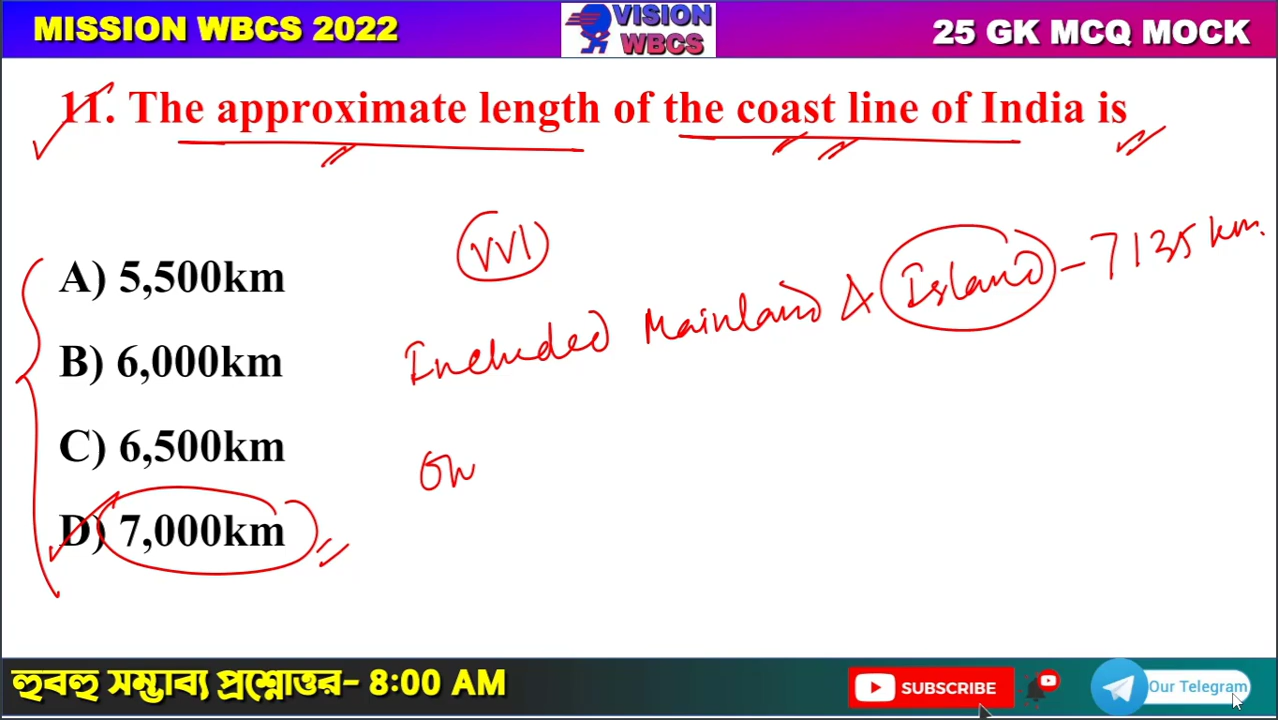 MISSION WBCS 2022
VISION
WBCS
25 GK MCQ MOCK
11. The approximate length of the coast line of India is
VVI
Included Mainland & Island - 7135 km.
A) 5,500km
B) 6,000km
C) 6,500km
D) 7,000km
হুবহু সম্ভাব্য প্রশ্নোত্তর- 8:00 AM
SUBSCRIBE
Our Telegram